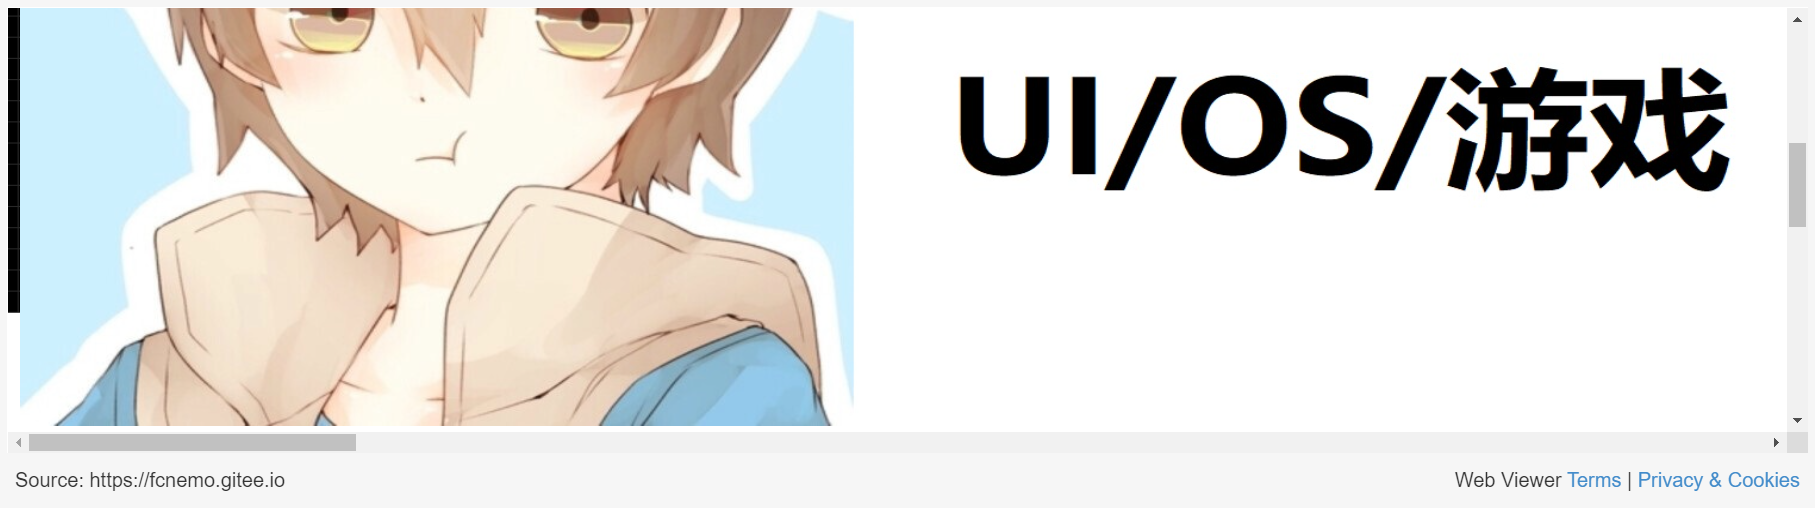 UI/OS/游戏
Source: https://fcnemo.gitee.io
Web Viewer Terms | Privacy & Cookies